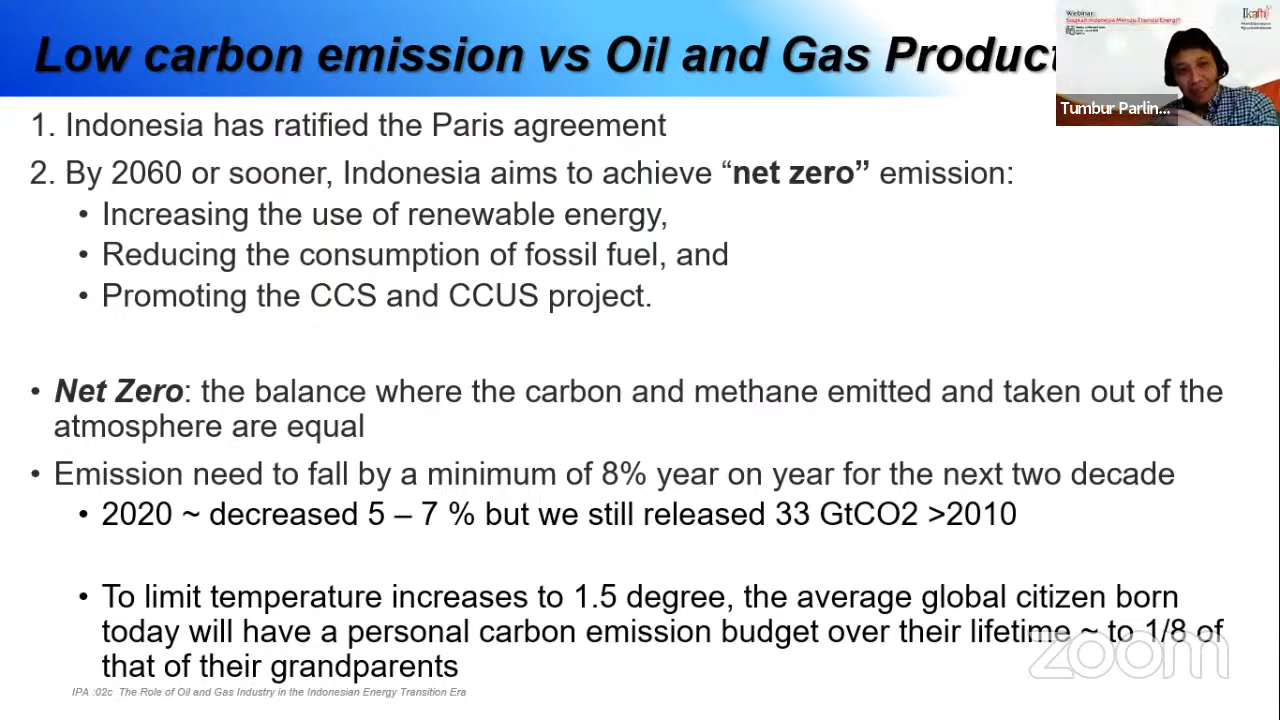 Low carbon emission vs Oil and Gas Product
Webinar:
Siapkah Indonesia Menuju Transisi Energi?
Ikafh
Tumbur Parlin...
1. Indonesia has ratified the Paris agreement
2. By 2060 or sooner, Indonesia aims to achieve “net zero” emission:
• Increasing the use of renewable energy,
• Reducing the consumption of fossil fuel, and
• Promoting the CCS and CCUS project.
• Net Zero: the balance where the carbon and methane emitted and taken out of the
atmosphere are equal
• Emission need to fall by a minimum of 8% year on year for the next two decade
• 2020 ~ decreased 5 – 7 % but we still released 33 GtCO2 >2010
• To limit temperature increases to 1.5 degree, the average global citizen born
today will have a personal carbon emission budget over their lifetime ~ to 1/8 of
that of their grandparents
zoom
IPA :02c The Role of Oil and Gas Industry in the Indonesian Energy Transition Era